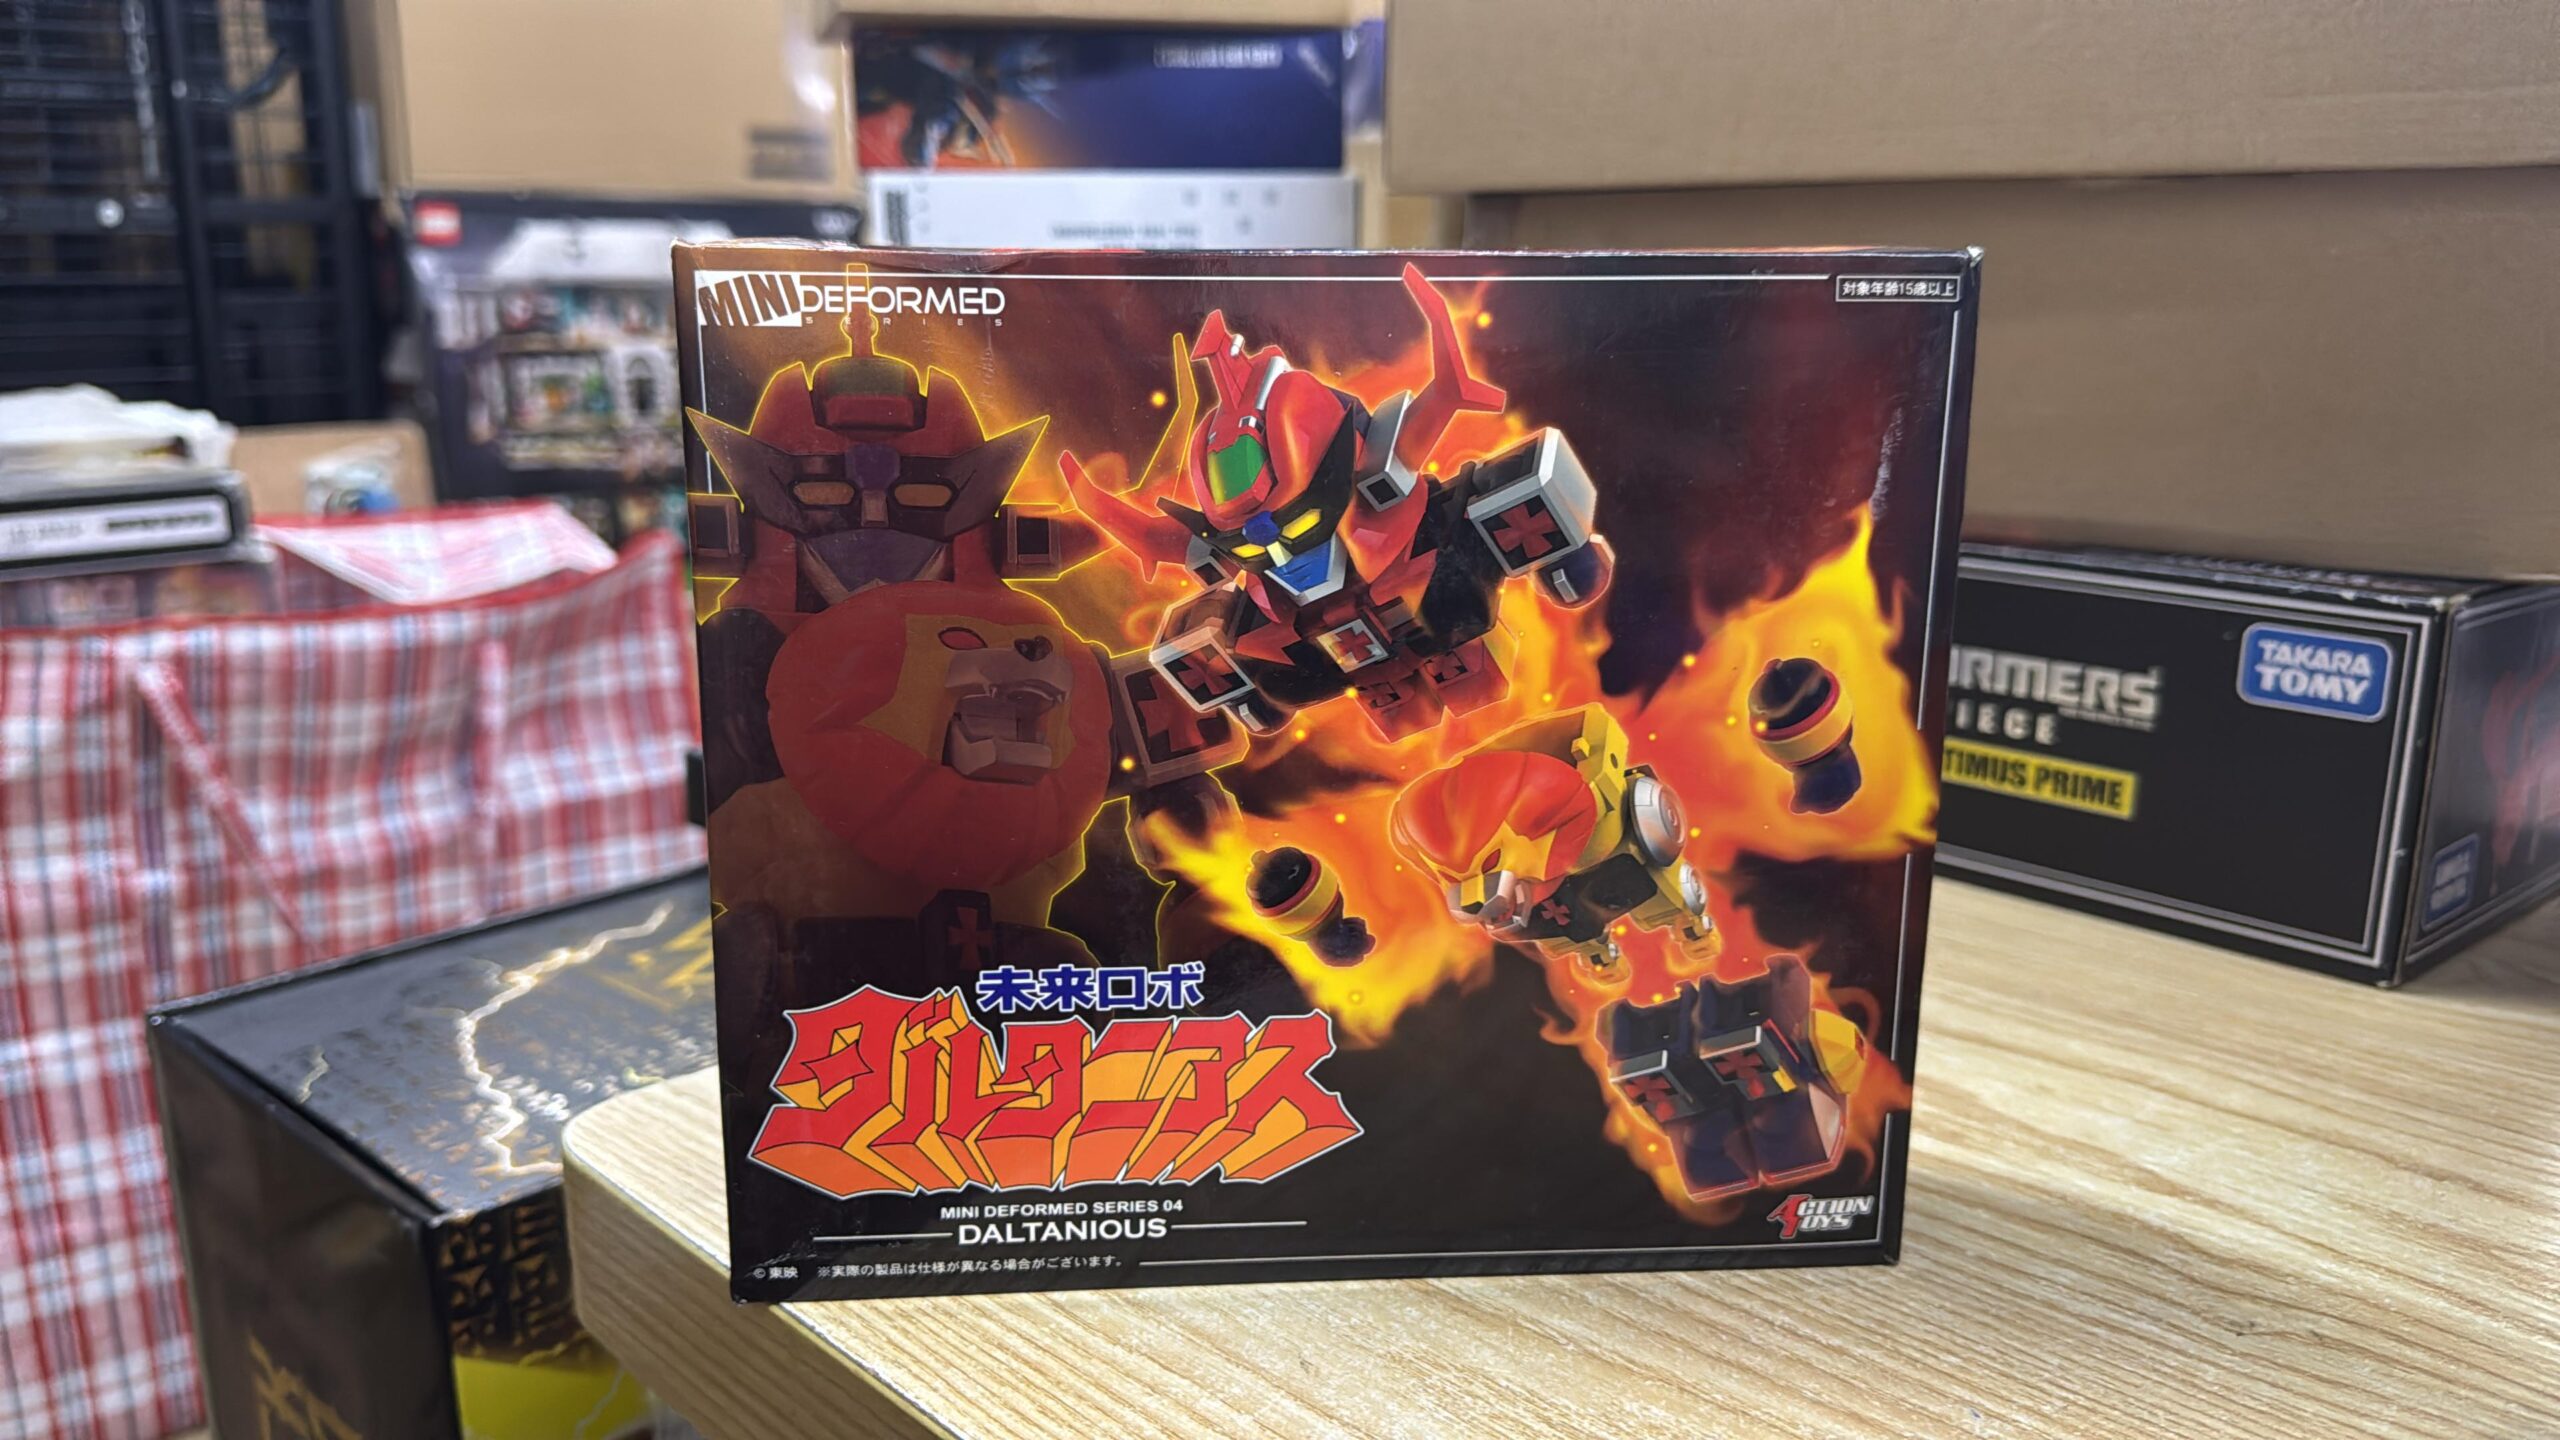 MINI DEFORMED
SERIES
対象年齢15歳以上
未来ロボ
ダルタニアス
MINI DEFORMED SERIES 04
DALTANIOUS
©東映 ※実際の製品は仕様が異なる場合がございます。
ACTION
TOYS
TAKARA
TOMY
RMERS
IECE
TIMUS PRIME